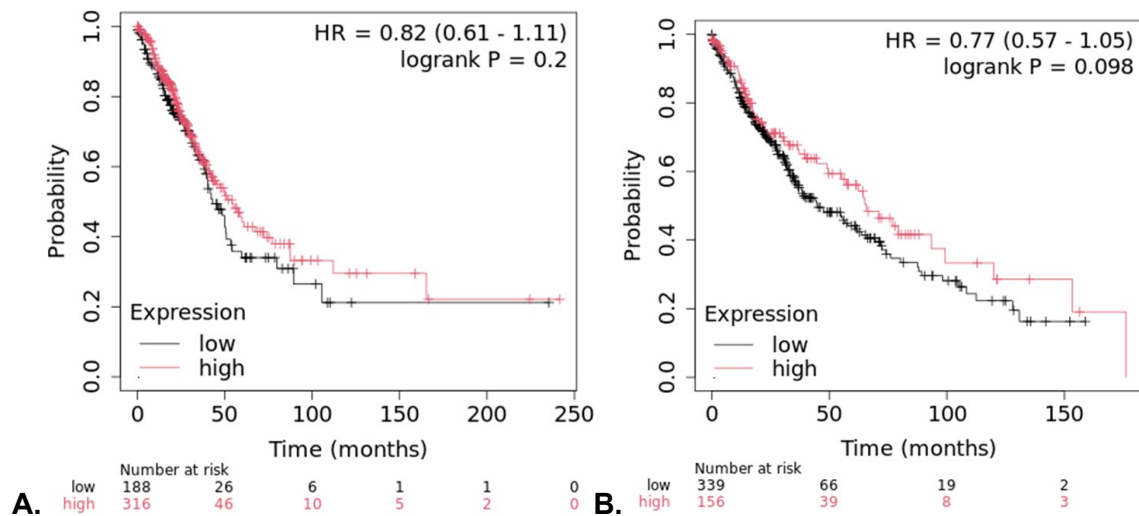 HR = 0.82 (0.61 - 1.11)
logrank P = 0.2
Probability
1.0
0.8
0.6
0.4
0.2
0.0
Expression
low
high
0 50 100 150 200 250
Time (months)
Number at risk
low 188 26 6 1 1 0
high 316 46 10 5 2 0
A.
HR = 0.77 (0.57 - 1.05)
logrank P = 0.098
Probability
1.0
0.8
0.6
0.4
0.2
0.0
Expression
low
high
0 50 100 150
Time (months)
Number at risk
low 339 66 19 2
high 156 39 8 3
B.